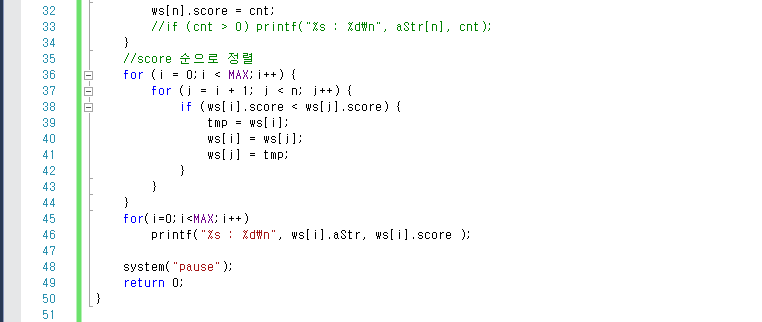 32 ws[n].score = cnt;
33 //if (cnt > 0) printf("%s : %d₩n", aStr[n], cnt);
34 }
35 //score 순으로 정렬
36 for (i = 0;i < MAX;i++) {
37 for (j = i + 1; j < n; j++) {
38 if (ws[i].score < ws[j].score) {
39 tmp = ws[i];
40 ws[i] = ws[j];
41 ws[j] = tmp;
42 }
43 }
44 }
45 for(i=0;i<MAX;i++)
46 printf("%s : %d₩n", ws[i].aStr, ws[i].score );
47
48 system("pause");
49 return 0;
50 }
51